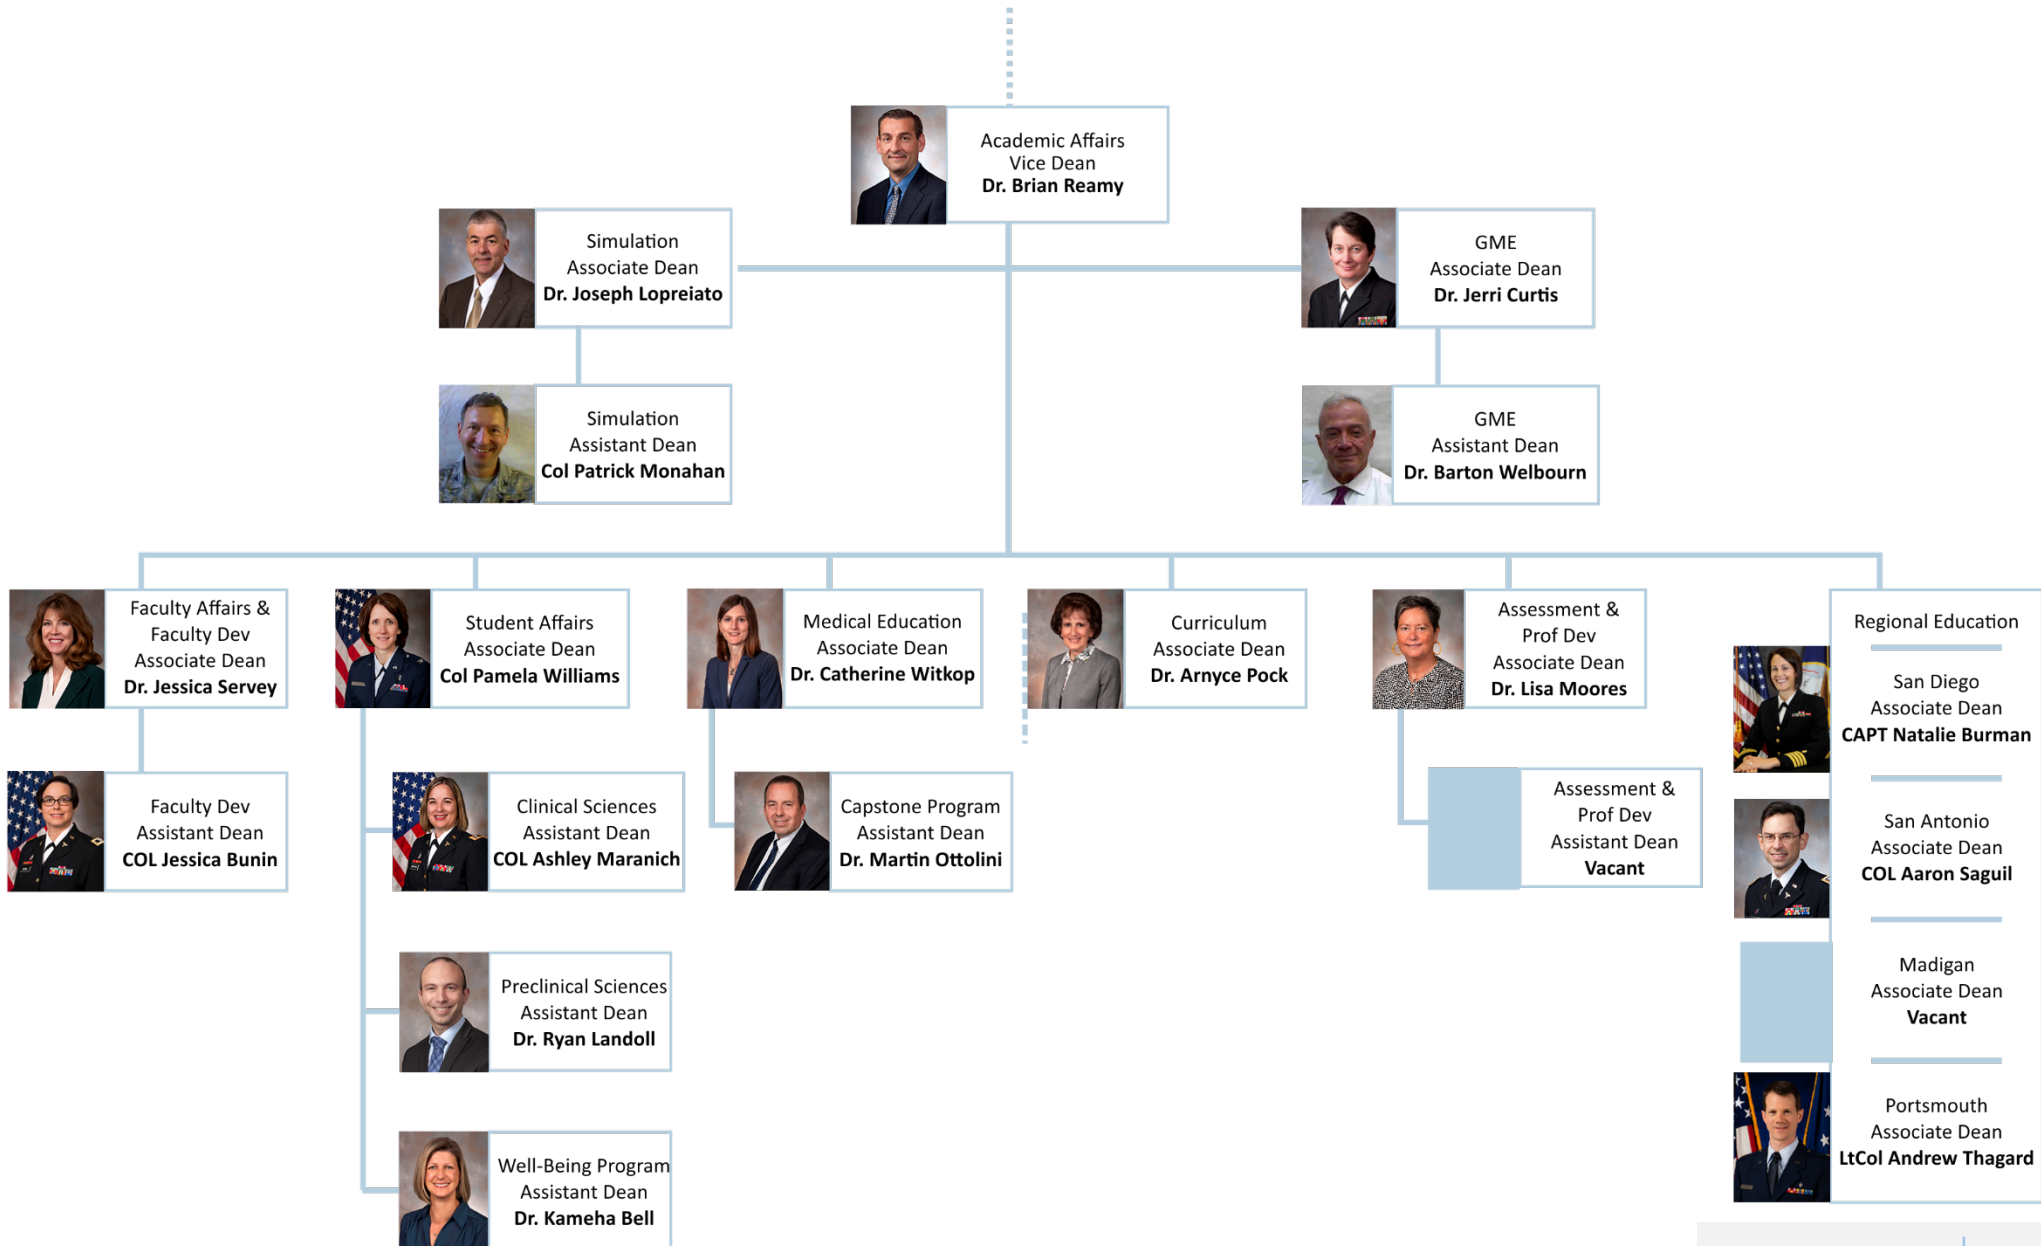 Academic Affairs
Vice Dean
Dr. Brian Reamy
Simulation
Associate Dean
Dr. Joseph Lopreiato
GME
Associate Dean
Dr. Jerri Curtis
Simulation
Assistant Dean
Col Patrick Monahan
GME
Assistant Dean
Dr. Barton Welbourn
Faculty Affairs &
Faculty Dev
Associate Dean
Dr. Jessica Servey
Student Affairs
Associate Dean
Col Pamela Williams
Medical Education
Associate Dean
Dr. Catherine Witkop
Curriculum
Associate Dean
Dr. Arnyce Pock
Assessment &
Prof Dev
Associate Dean
Dr. Lisa Moores
Regional Education
San Diego
Associate Dean
CAPT Natalie Burman
San Antonio
Associate Dean
COL Aaron Saguil
Madigan
Associate Dean
Vacant
Portsmouth
Associate Dean
LtCol Andrew Thagard
Faculty Dev
Assistant Dean
COL Jessica Bunin
Clinical Sciences
Assistant Dean
COL Ashley Maranich
Capstone Program
Assistant Dean
Dr. Martin Ottolini
Assessment &
Prof Dev
Assistant Dean
Vacant
Preclinical Sciences
Assistant Dean
Dr. Ryan Landoll
Well-Being Program
Assistant Dean
Dr. Kameha Bell